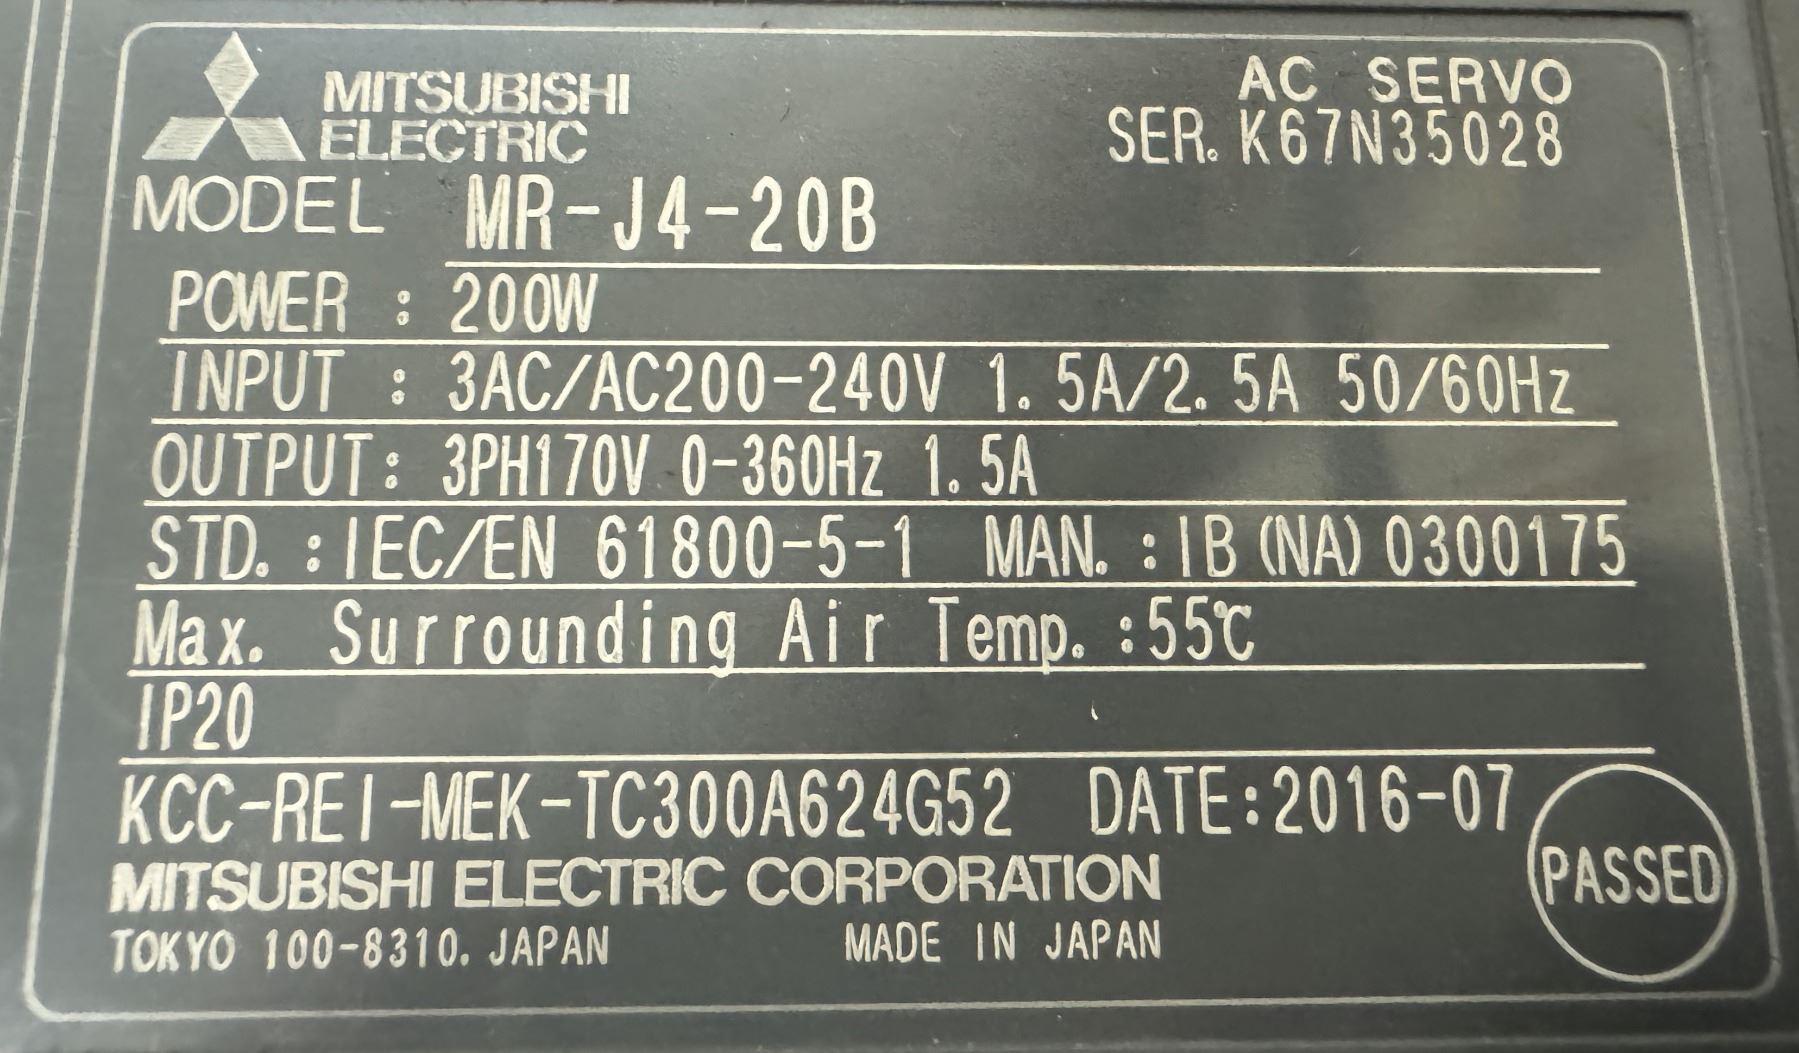 MITSUBISHI
ELECTRIC
AC SERVO
SER. K67N35028
MODEL MR-J4-20B
POWER : 200W
INPUT : 3AC/AC200-240V 1.5A/2.5A 50/60Hz
OUTPUT: 3PH170V 0-360Hz 1.5A
STD. :IEC/EN 61800-5-1 MAN. :IB(NA)0300175
Max. Surrounding Air Temp. :55℃
IP20
KCC-REI-MEK-TC300A624G52 DATE:2016-07
PASSED
MITSUBISHI ELECTRIC CORPORATION
TOKYO 100-8310. JAPAN MADE IN JAPAN